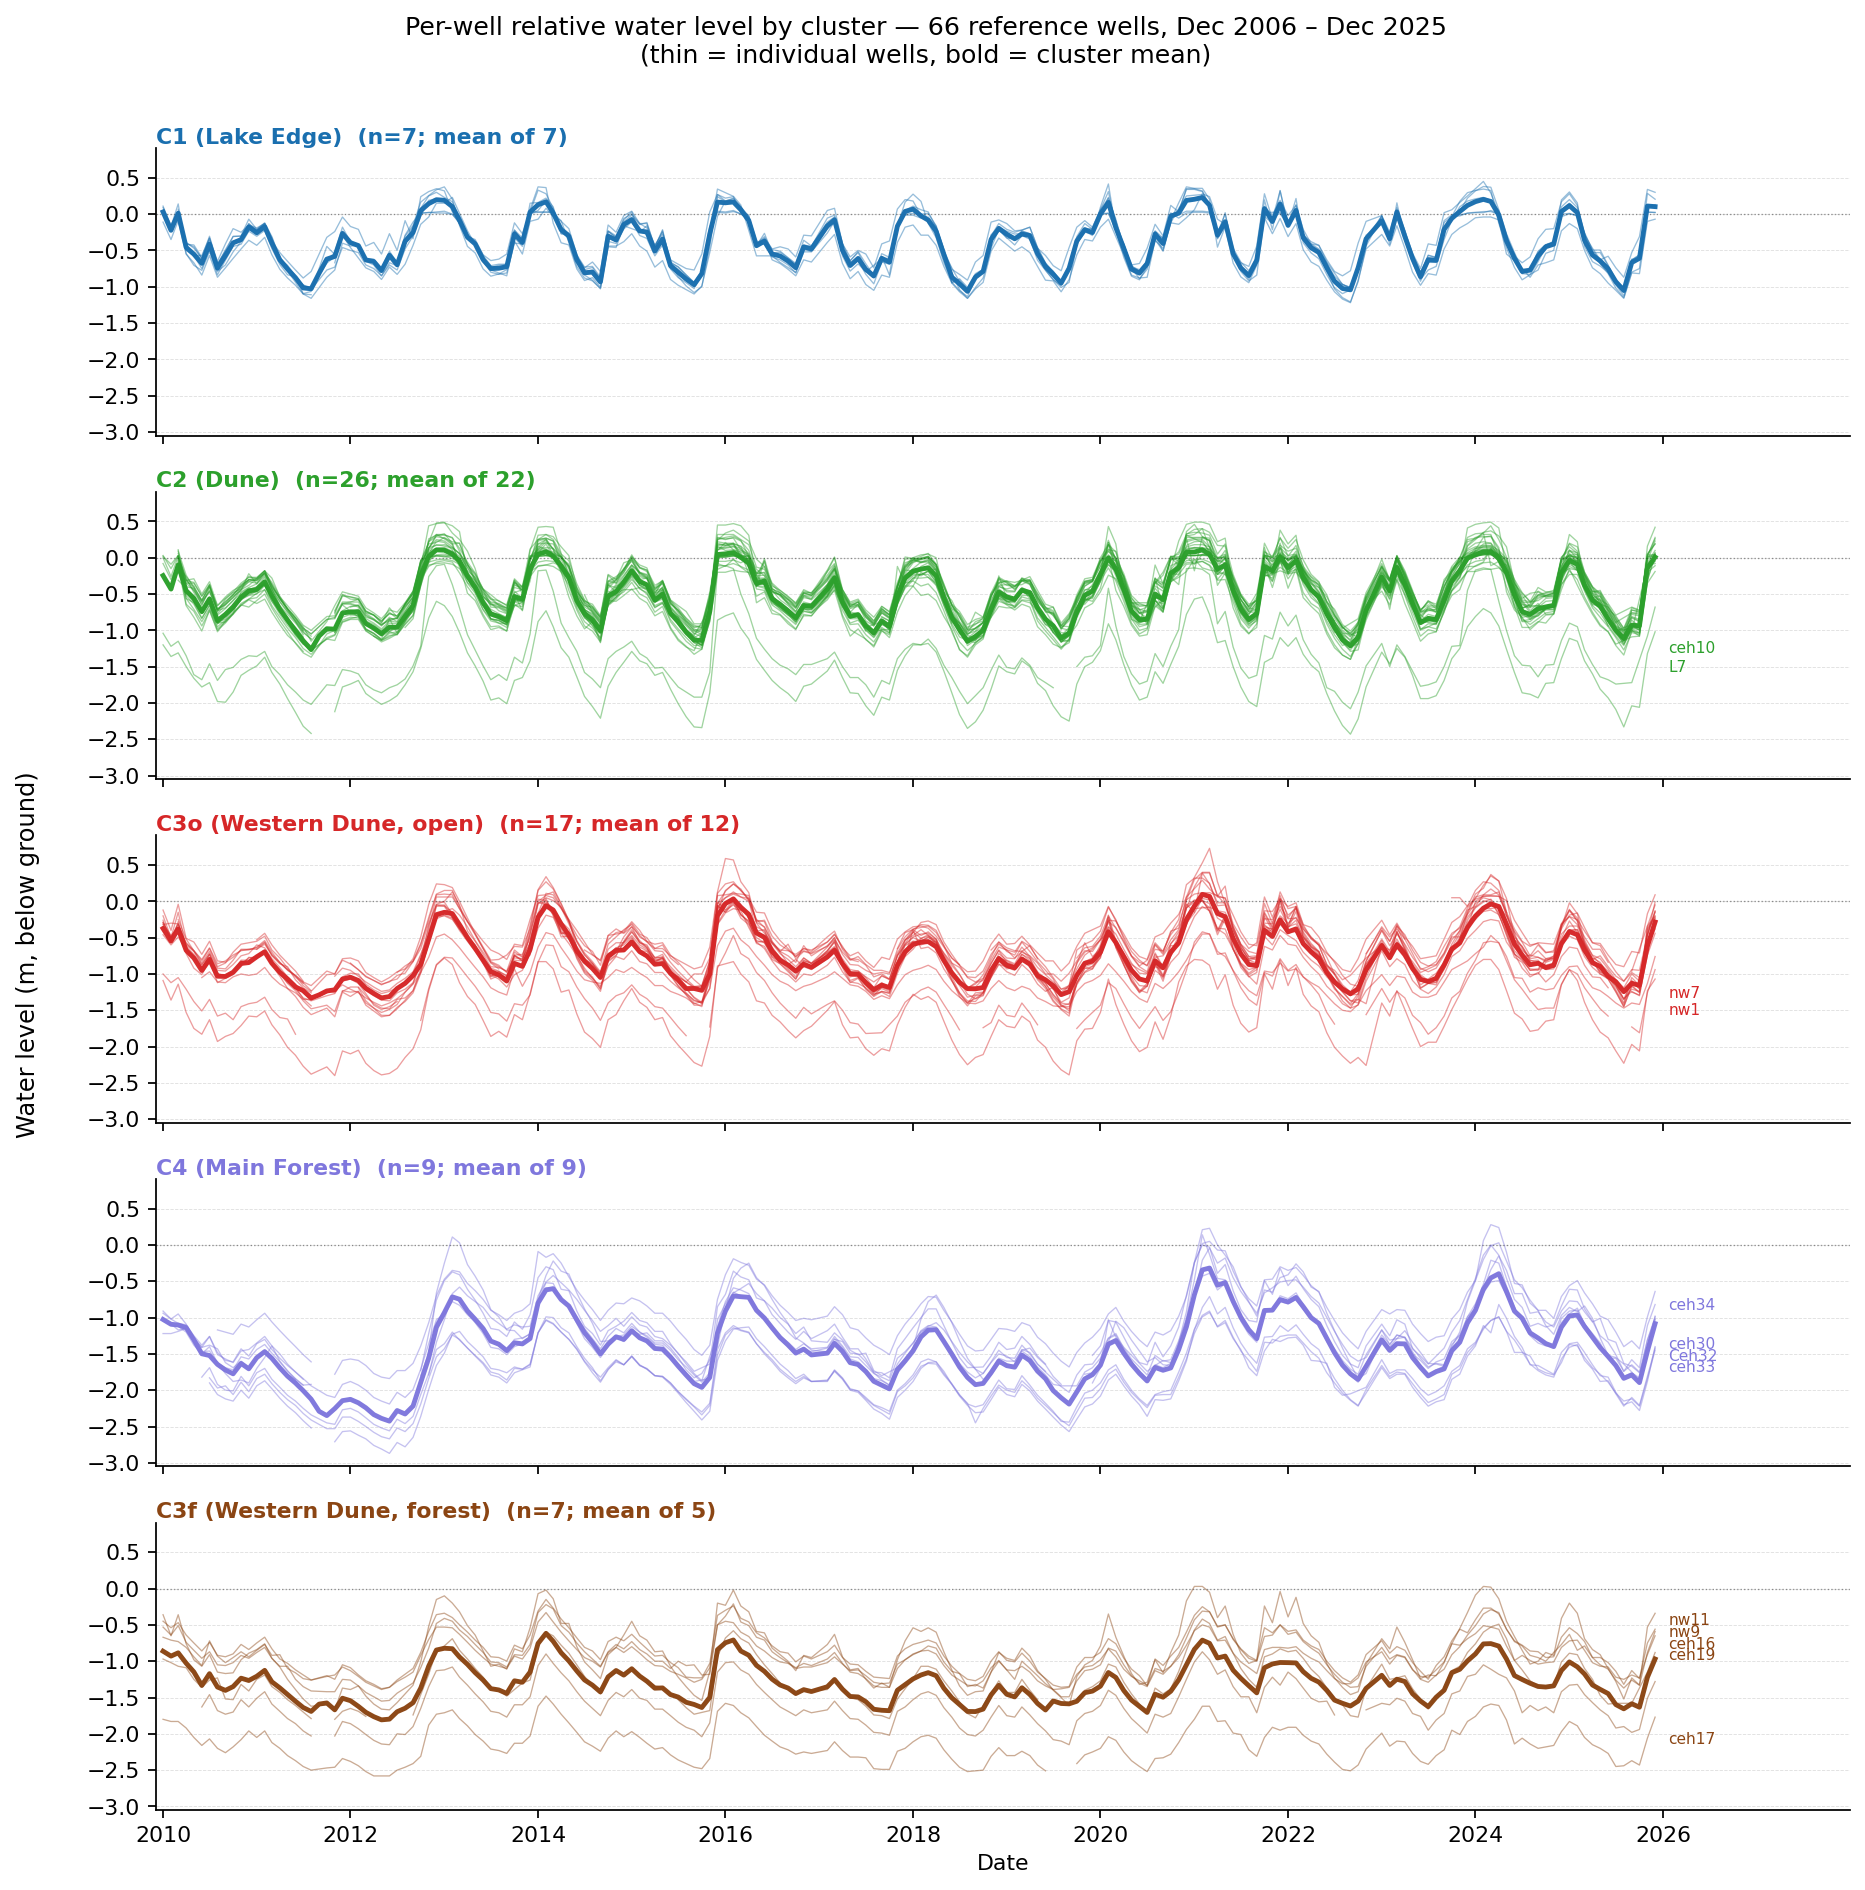 Per-well relative water level by cluster — 66 reference wells, Dec 2006 – Dec 2025
(thin = individual wells, bold = cluster mean)
Water level (m, below ground)
C1 (Lake Edge)  (n=7; mean of 7)
0.5
0.0
−0.5
−1.0
−1.5
−2.0
−2.5
−3.0
C2 (Dune)  (n=26; mean of 22)
0.5
0.0
−0.5
−1.0
−1.5
−2.0
−2.5
−3.0
ceh10
L7
C3o (Western Dune, open)  (n=17; mean of 12)
0.5
0.0
−0.5
−1.0
−1.5
−2.0
−2.5
−3.0
nw7
nw1
C4 (Main Forest)  (n=9; mean of 9)
0.5
0.0
−0.5
−1.0
−1.5
−2.0
−2.5
−3.0
ceh34
ceh30
Ceh32
Ceh33
C3f (Western Dune, forest)  (n=7; mean of 5)
0.5
0.0
−0.5
−1.0
−1.5
−2.0
−2.5
−3.0
nw11
nw9
ceh16
ceh19
ceh17
2010 2012 2014 2016 2018 2020 2022 2024 2026
Date